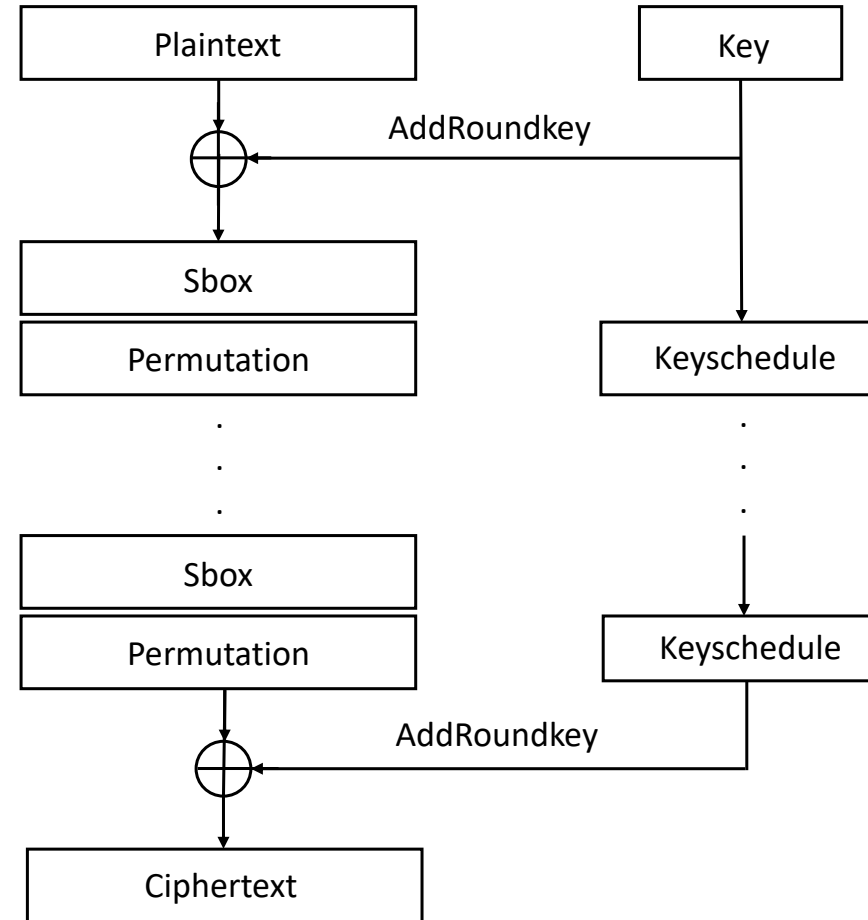 Plaintext
Key
AddRoundkey
Sbox
Permutation
Keyschedule
.
.
.
.
.
.
Sbox
Permutation
Keyschedule
AddRoundkey
Ciphertext